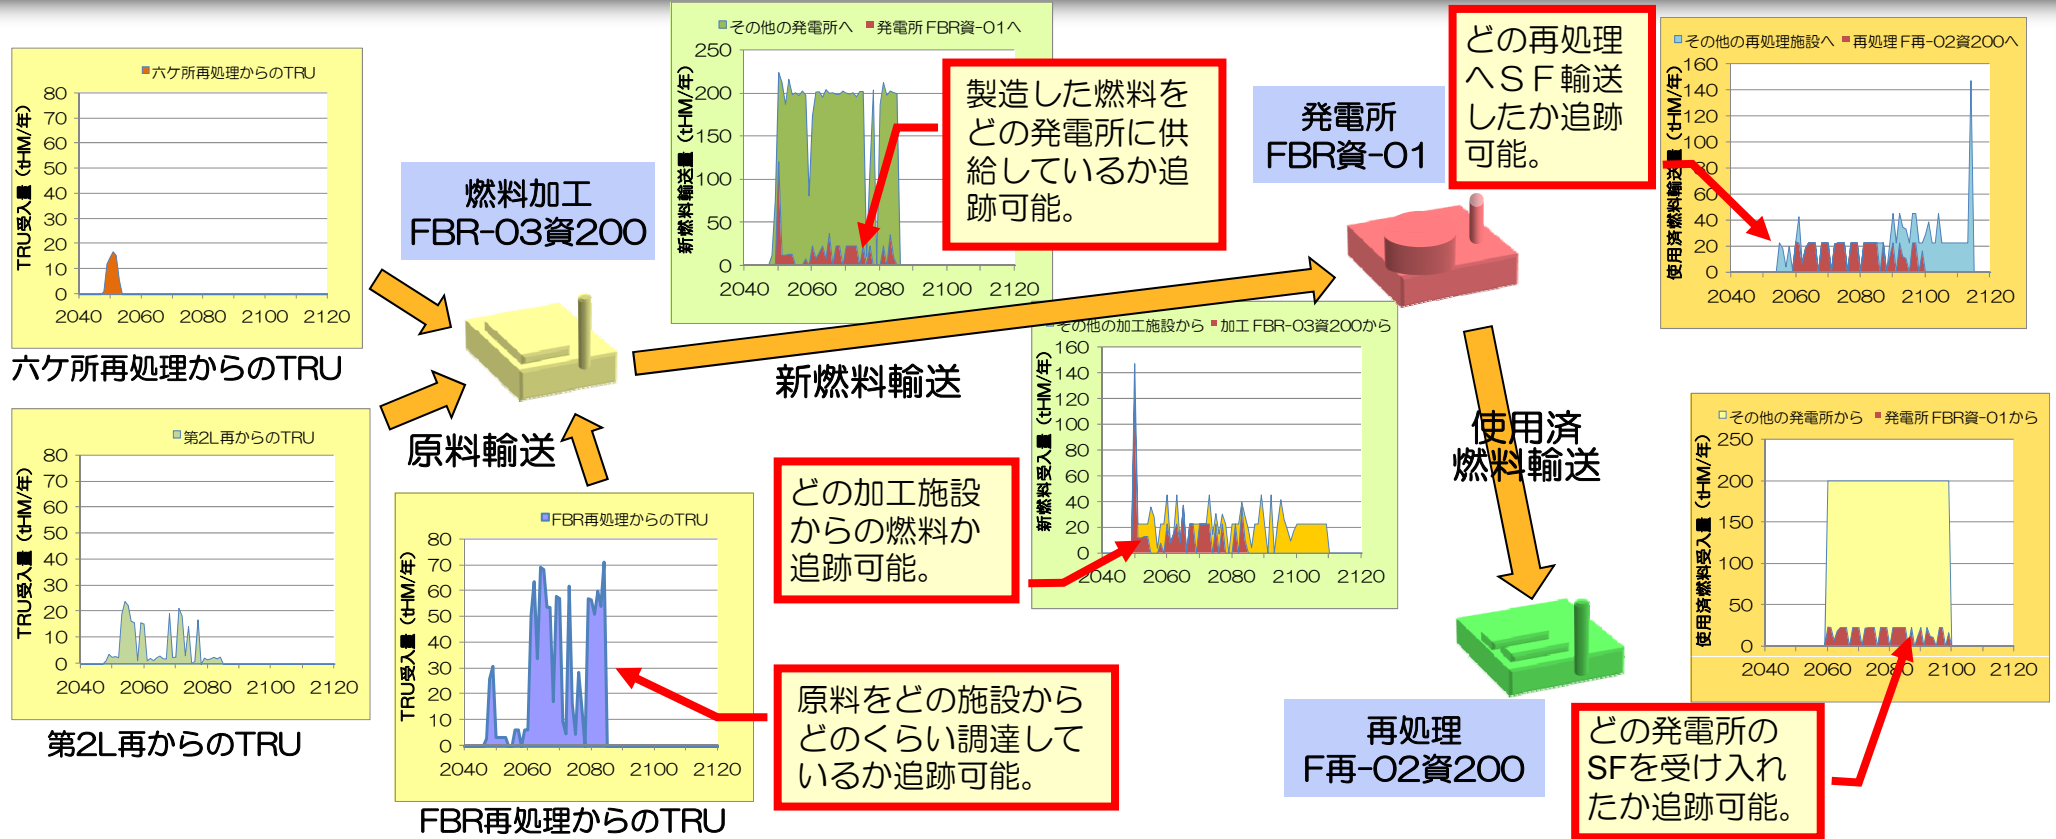 六ケ所再処理からのTRU
TRU受入量（tHM/年）
80
70
60
50
40
30
20
10
0
2040 2060 2080 2100 2120
六ケ所再処理からのTRU
第2L再からのTRU
TRU受入量（tHM/年）
80
70
60
50
40
30
20
10
0
2040 2060 2080 2100 2120
第2L再からのTRU
燃料加工
FBR-03資200
原料輸送
FBR再処理からのTRU
TRU受入量（tHM/年）
80
70
60
50
40
30
20
10
0
2040 2060 2080 2100 2120
FBR再処理からのTRU
原料をどの施設から
どのくらい調達して
いるか追跡可能。
その他の発電所へ 発電所FBR資-01へ
新燃料輸送量（tHM/年）
250
200
150
100
50
0
2040 2060 2080 2100 2120
製造した燃料を
どの発電所に供
給しているか追
跡可能。
新燃料輸送
その他の加工施設から 加工FBR-03資200から
新燃料受入量（tHM/年）
160
140
120
100
80
60
40
20
0
2040 2060 2080 2100 2120
どの加工施設
からの燃料か
追跡可能。
発電所
FBR資-01
どの再処理
へＳＦ輸送
したか追跡
可能。
その他の再処理施設へ 再処理F再-02資200へ
使用済燃料輸送量（tHM/年）
160
140
120
100
80
60
40
20
0
2040 2060 2080 2100 2120
使用済
燃料輸送
その他の発電所から 発電所FBR資-01から
使用済燃料受入量（tHM/年）
250
200
150
100
50
0
2040 2060 2080 2100 2120
再処理
F再-02資200
どの発電所の
SFを受け入れ
たか追跡可能。